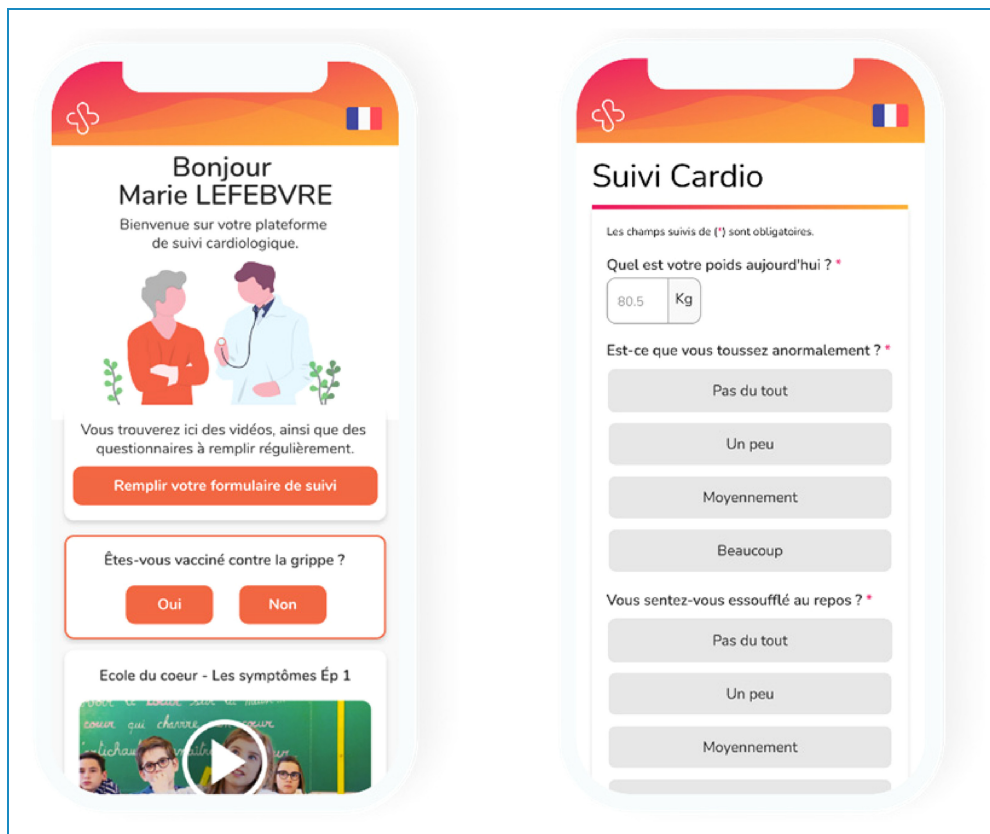 Bonjour
Marie LEFEBVRE
Bienvenue sur votre plateforme
de suivi cardiologique.
Vous trouverez ici des vidéos, ainsi que des
questionnaires à remplir régulièrement.
Remplir votre formulaire de suivi
Êtes-vous vacciné contre la grippe ?
Oui
Non
Ecole du coeur - Les symptômes Ép 1
coeur qui chavire
Suivi Cardio
Les champs suivis de (*) sont obligatoires.
Quel est votre poids aujourd'hui ? *
80.5 Kg
Est-ce que vous toussez anormalement ? *
Pas du tout
Un peu
Moyennement
Beaucoup
Vous sentez-vous essoufflé au repos ? *
Pas du tout
Un peu
Moyennement